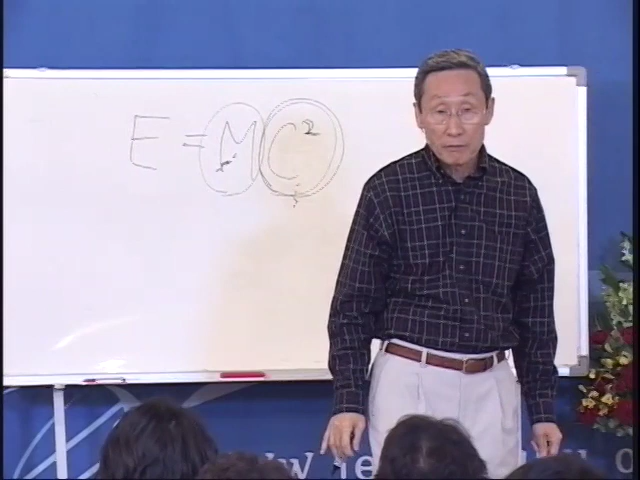 E = MC²